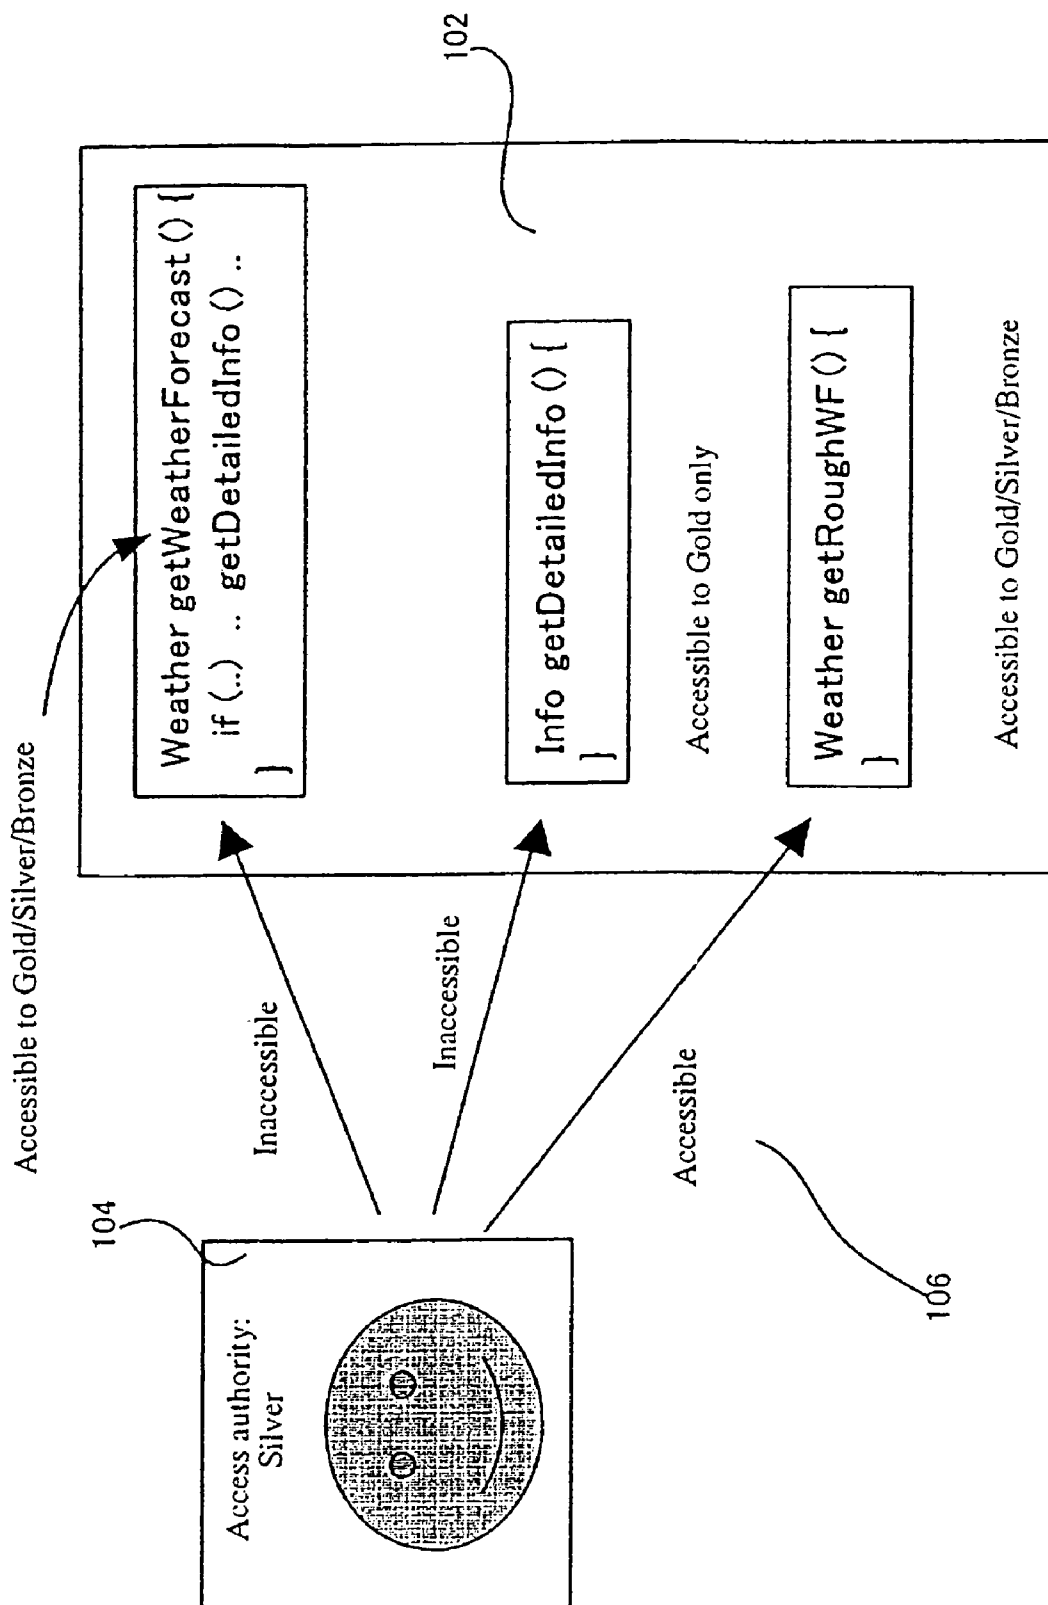 Accessible to Gold/Silver/Bronze
102
Weather getWeatherForecast() {
if (..) .. getDetailedInfo() ..
}
Inaccessible
104
Access authority:
Silver
Inaccessible
Info getDetailedInfo() {
}
Accessible to Gold only
Accessible
Weather getRoughWF() {
}
106
Accessible to Gold/Silver/Bronze